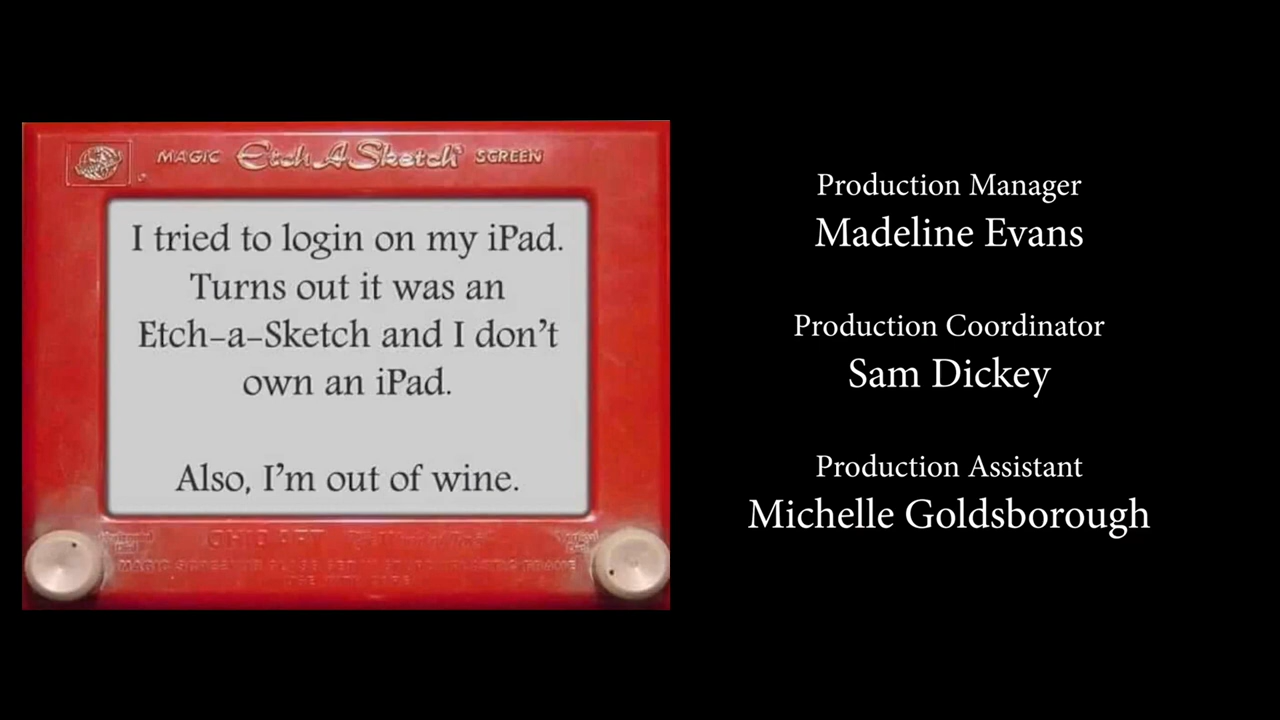 MAGIC Etch A Sketch SCREEN
I tried to login on my iPad.
Turns out it was an
Etch-a-Sketch and I don't
own an iPad.
Also, I'm out of wine.
OHIO ART
Production Manager
Madeline Evans
Production Coordinator
Sam Dickey
Production Assistant
Michelle Goldsborough